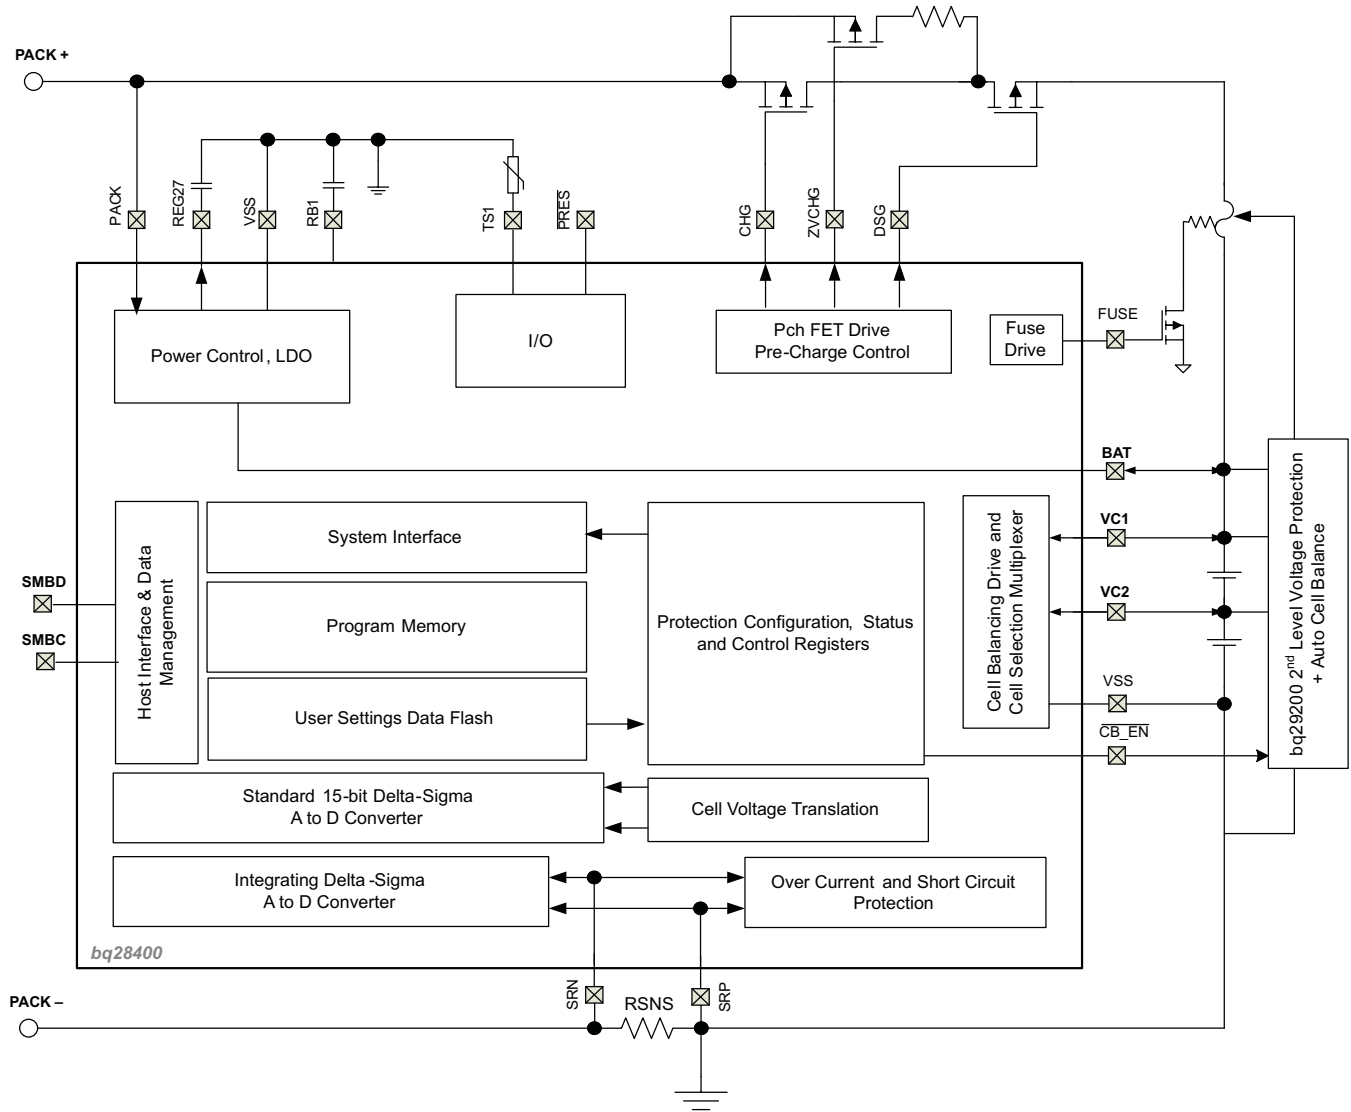 PACK +
PACK
REG27
VSS
RB1
TS1
PRES
CHG
ZVCHG
DSG
Power Control, LDO
I/O
Pch FET Drive
Pre-Charge Control
Fuse
Drive
FUSE
BAT
VC1
VC2
VSS
CB_EN
SMBD
SMBC
Host Interface & Data
Management
System Interface
Program Memory
User Settings Data Flash
Protection Configuration, Status
and Control Registers
Cell Balancing Drive and
Cell Selection Multiplexer
bq29200 2nd Level Voltage Protection
+ Auto Cell Balance
Standard 15-bit Delta-Sigma
A to D Converter
Cell Voltage Translation
Integrating Delta -Sigma
A to D Converter
Over Current and Short Circuit
Protection
bq28400
PACK –
SRN
RSNS
SRP